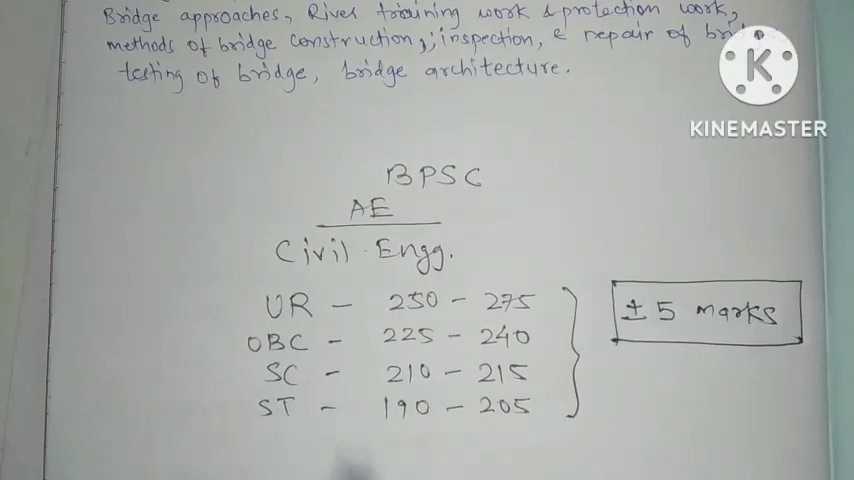 Bridge approaches, River training work & protection work,
methods of bridge construction, inspection, & repair of
testing of bridge, bridge architecture.
K
KINEMASTER
BPSC
AE
Civil Engg.
UR - 250 - 275
OBC - 225 - 240
SC - 210 - 215
ST - 190 - 205
± 5 marks